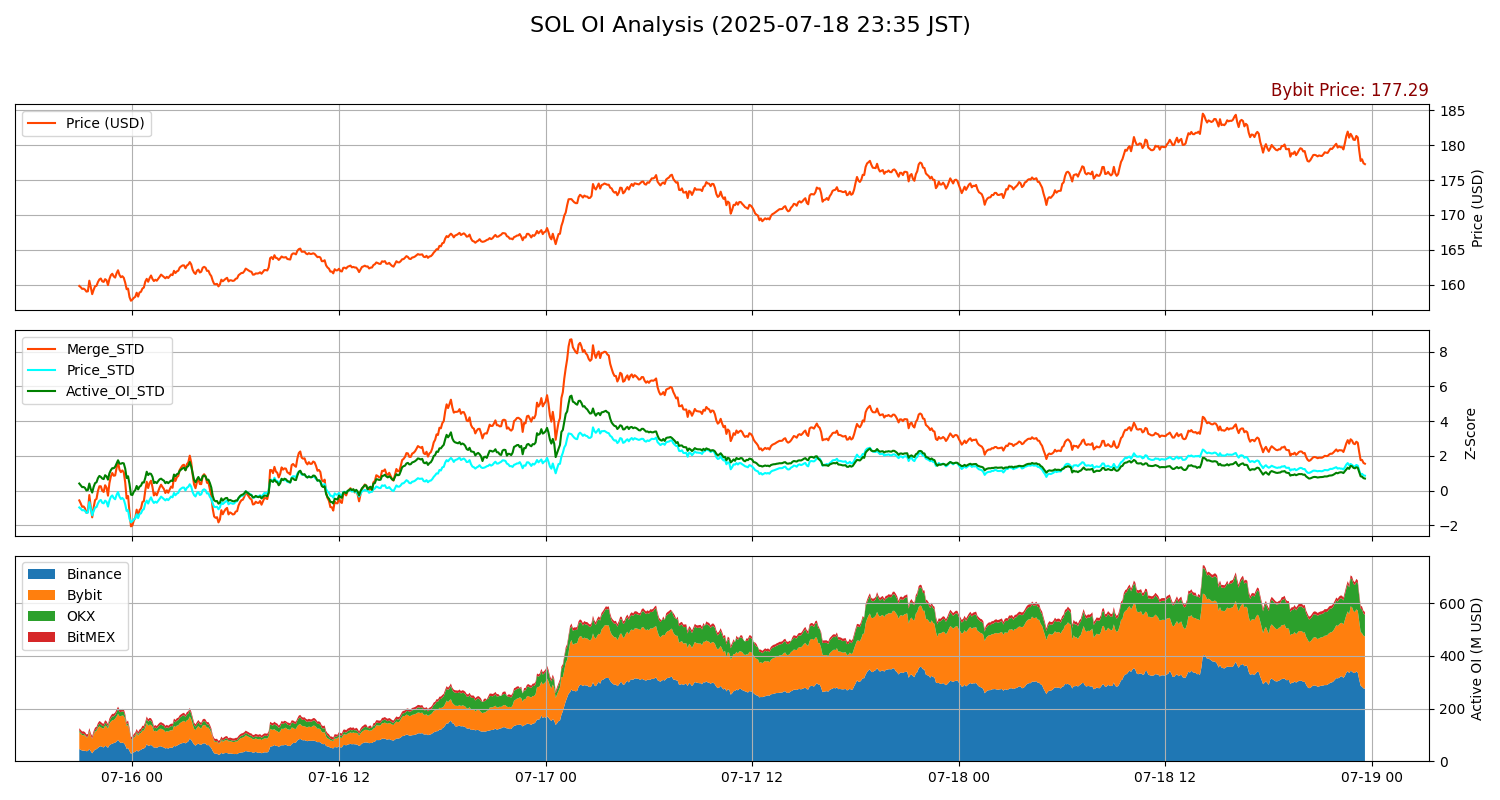 SOL OI Analysis (2025-07-18 23:35 JST)
Bybit Price: 177.29
Price (USD)
185
180
175
170
165
160
Price (USD)
Merge_STD
Price_STD
Active_OI_STD
8
6
4
2
0
−2
Z-Score
Binance
Bybit
OKX
BitMEX
600
400
200
0
Active OI (M USD)
07-16 00
07-16 12
07-17 00
07-17 12
07-18 00
07-18 12
07-19 00